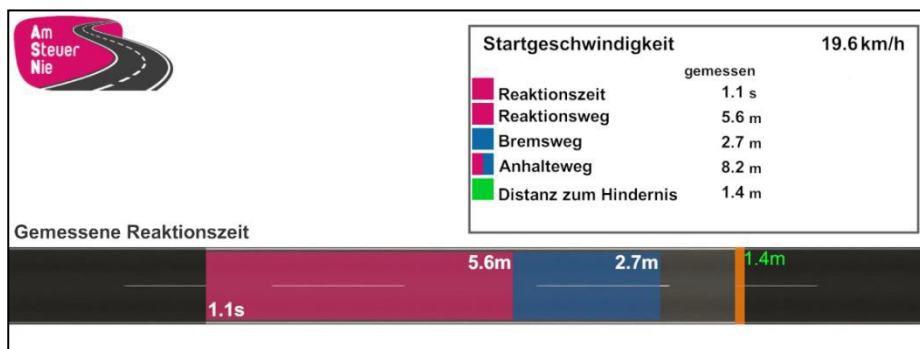 Am
Steuer
Nie
Startgeschwindigkeit 19.6 km/h
gemessen
Reaktionszeit 1.1 s
Reaktionsweg 5.6 m
Bremsweg 2.7 m
Anhalteweg 8.2 m
Distanz zum Hindernis 1.4 m
Gemessene Reaktionszeit
5.6m 2.7m 1.4m
1.1s